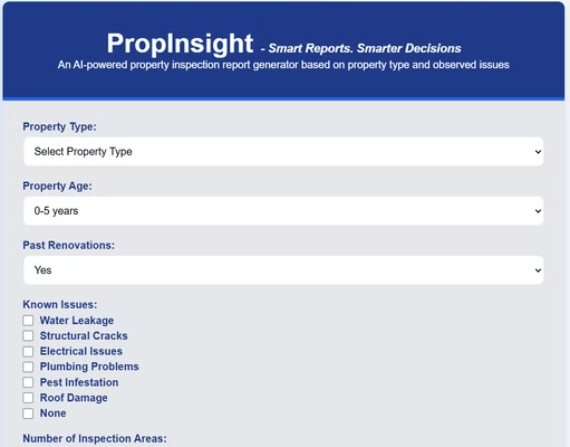 PropInsight - Smart Reports. Smarter Decisions
An AI-powered property inspection report generator based on property type and observed issues
Property Type:
Select Property Type
Property Age:
0-5 years
Past Renovations:
Yes
Known Issues:
Water Leakage
Structural Cracks
Electrical Issues
Plumbing Problems
Pest Infestation
Roof Damage
None
Number of Inspection Areas: